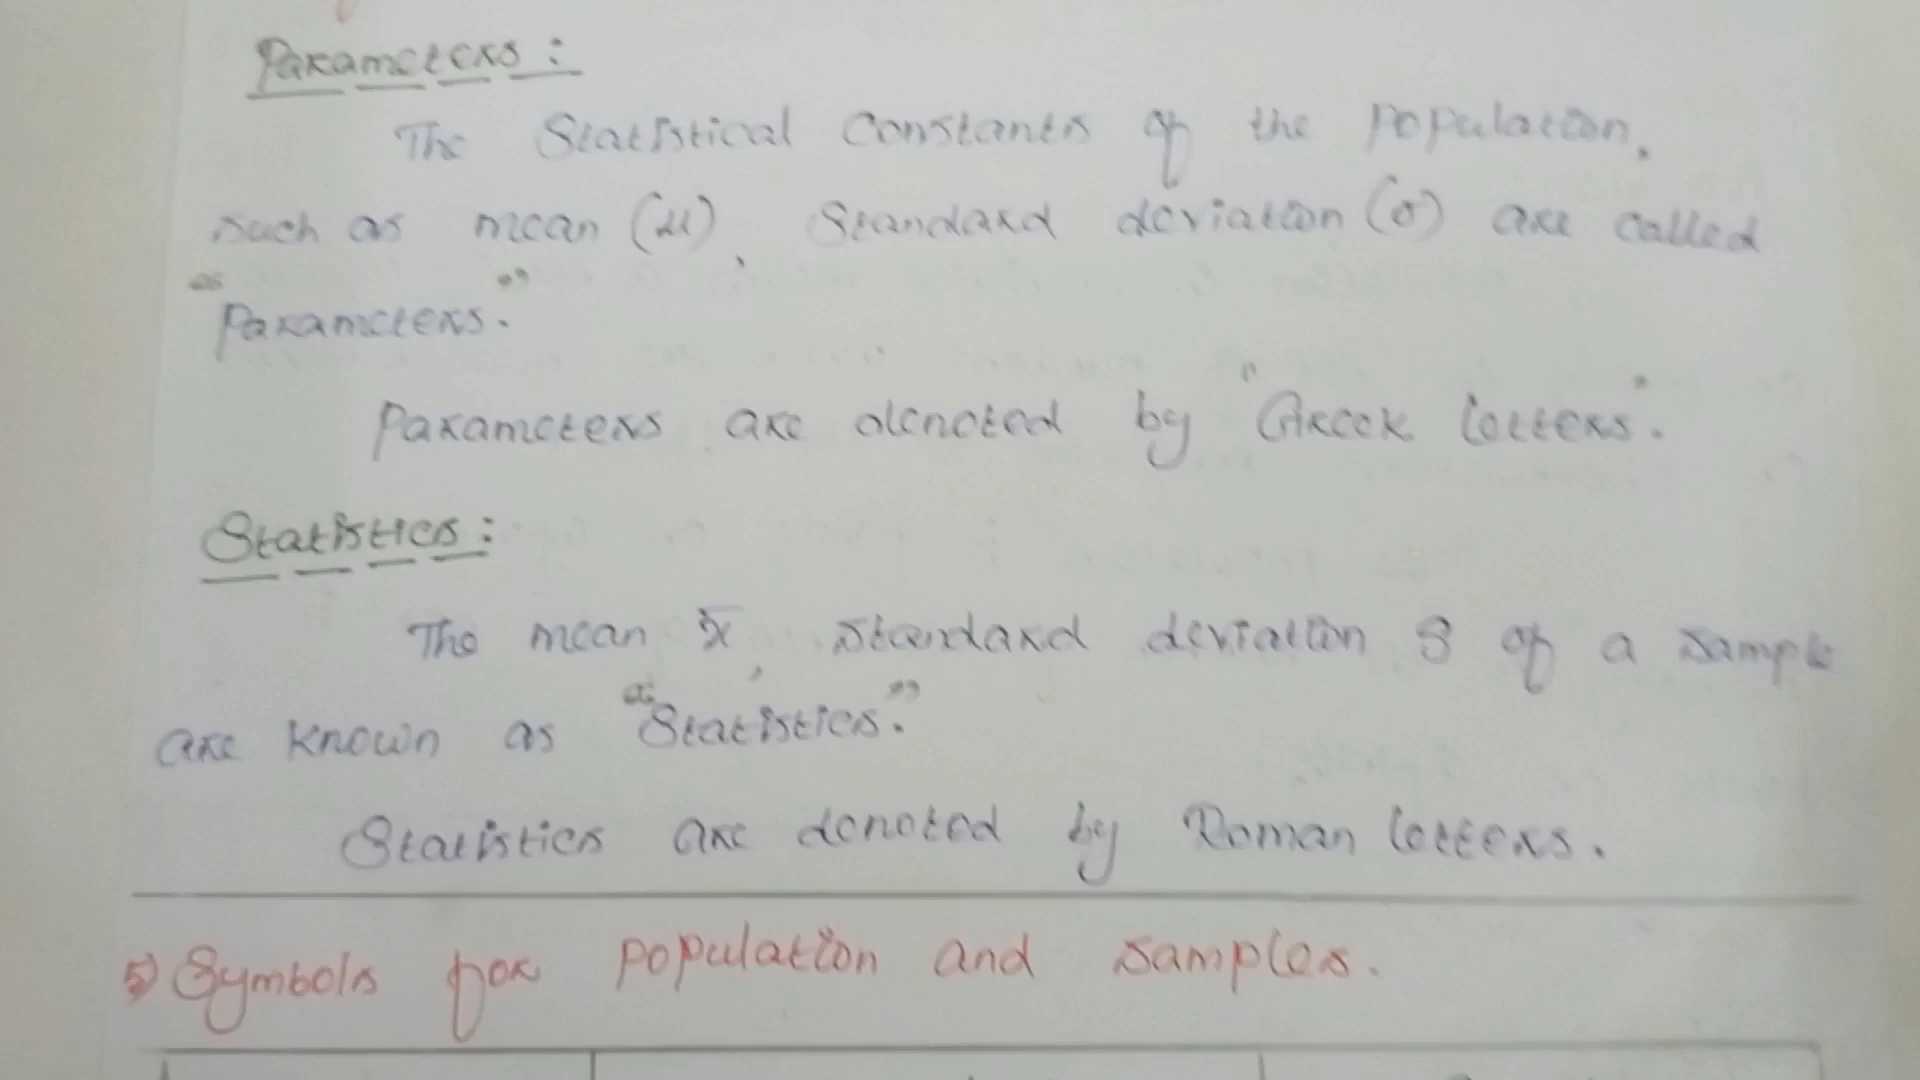 Parameters :
The Statistical Constants of the population,
such as mean (μ), Standard deviation (σ) are called
"Parameters."
Parameters are denoted by "Greek letters".
Statistics :
The mean x̄, standard deviation S of a sample
are known as "Statistics."
Statistics are denoted by Roman letters.
5) Symbols for population and samples.